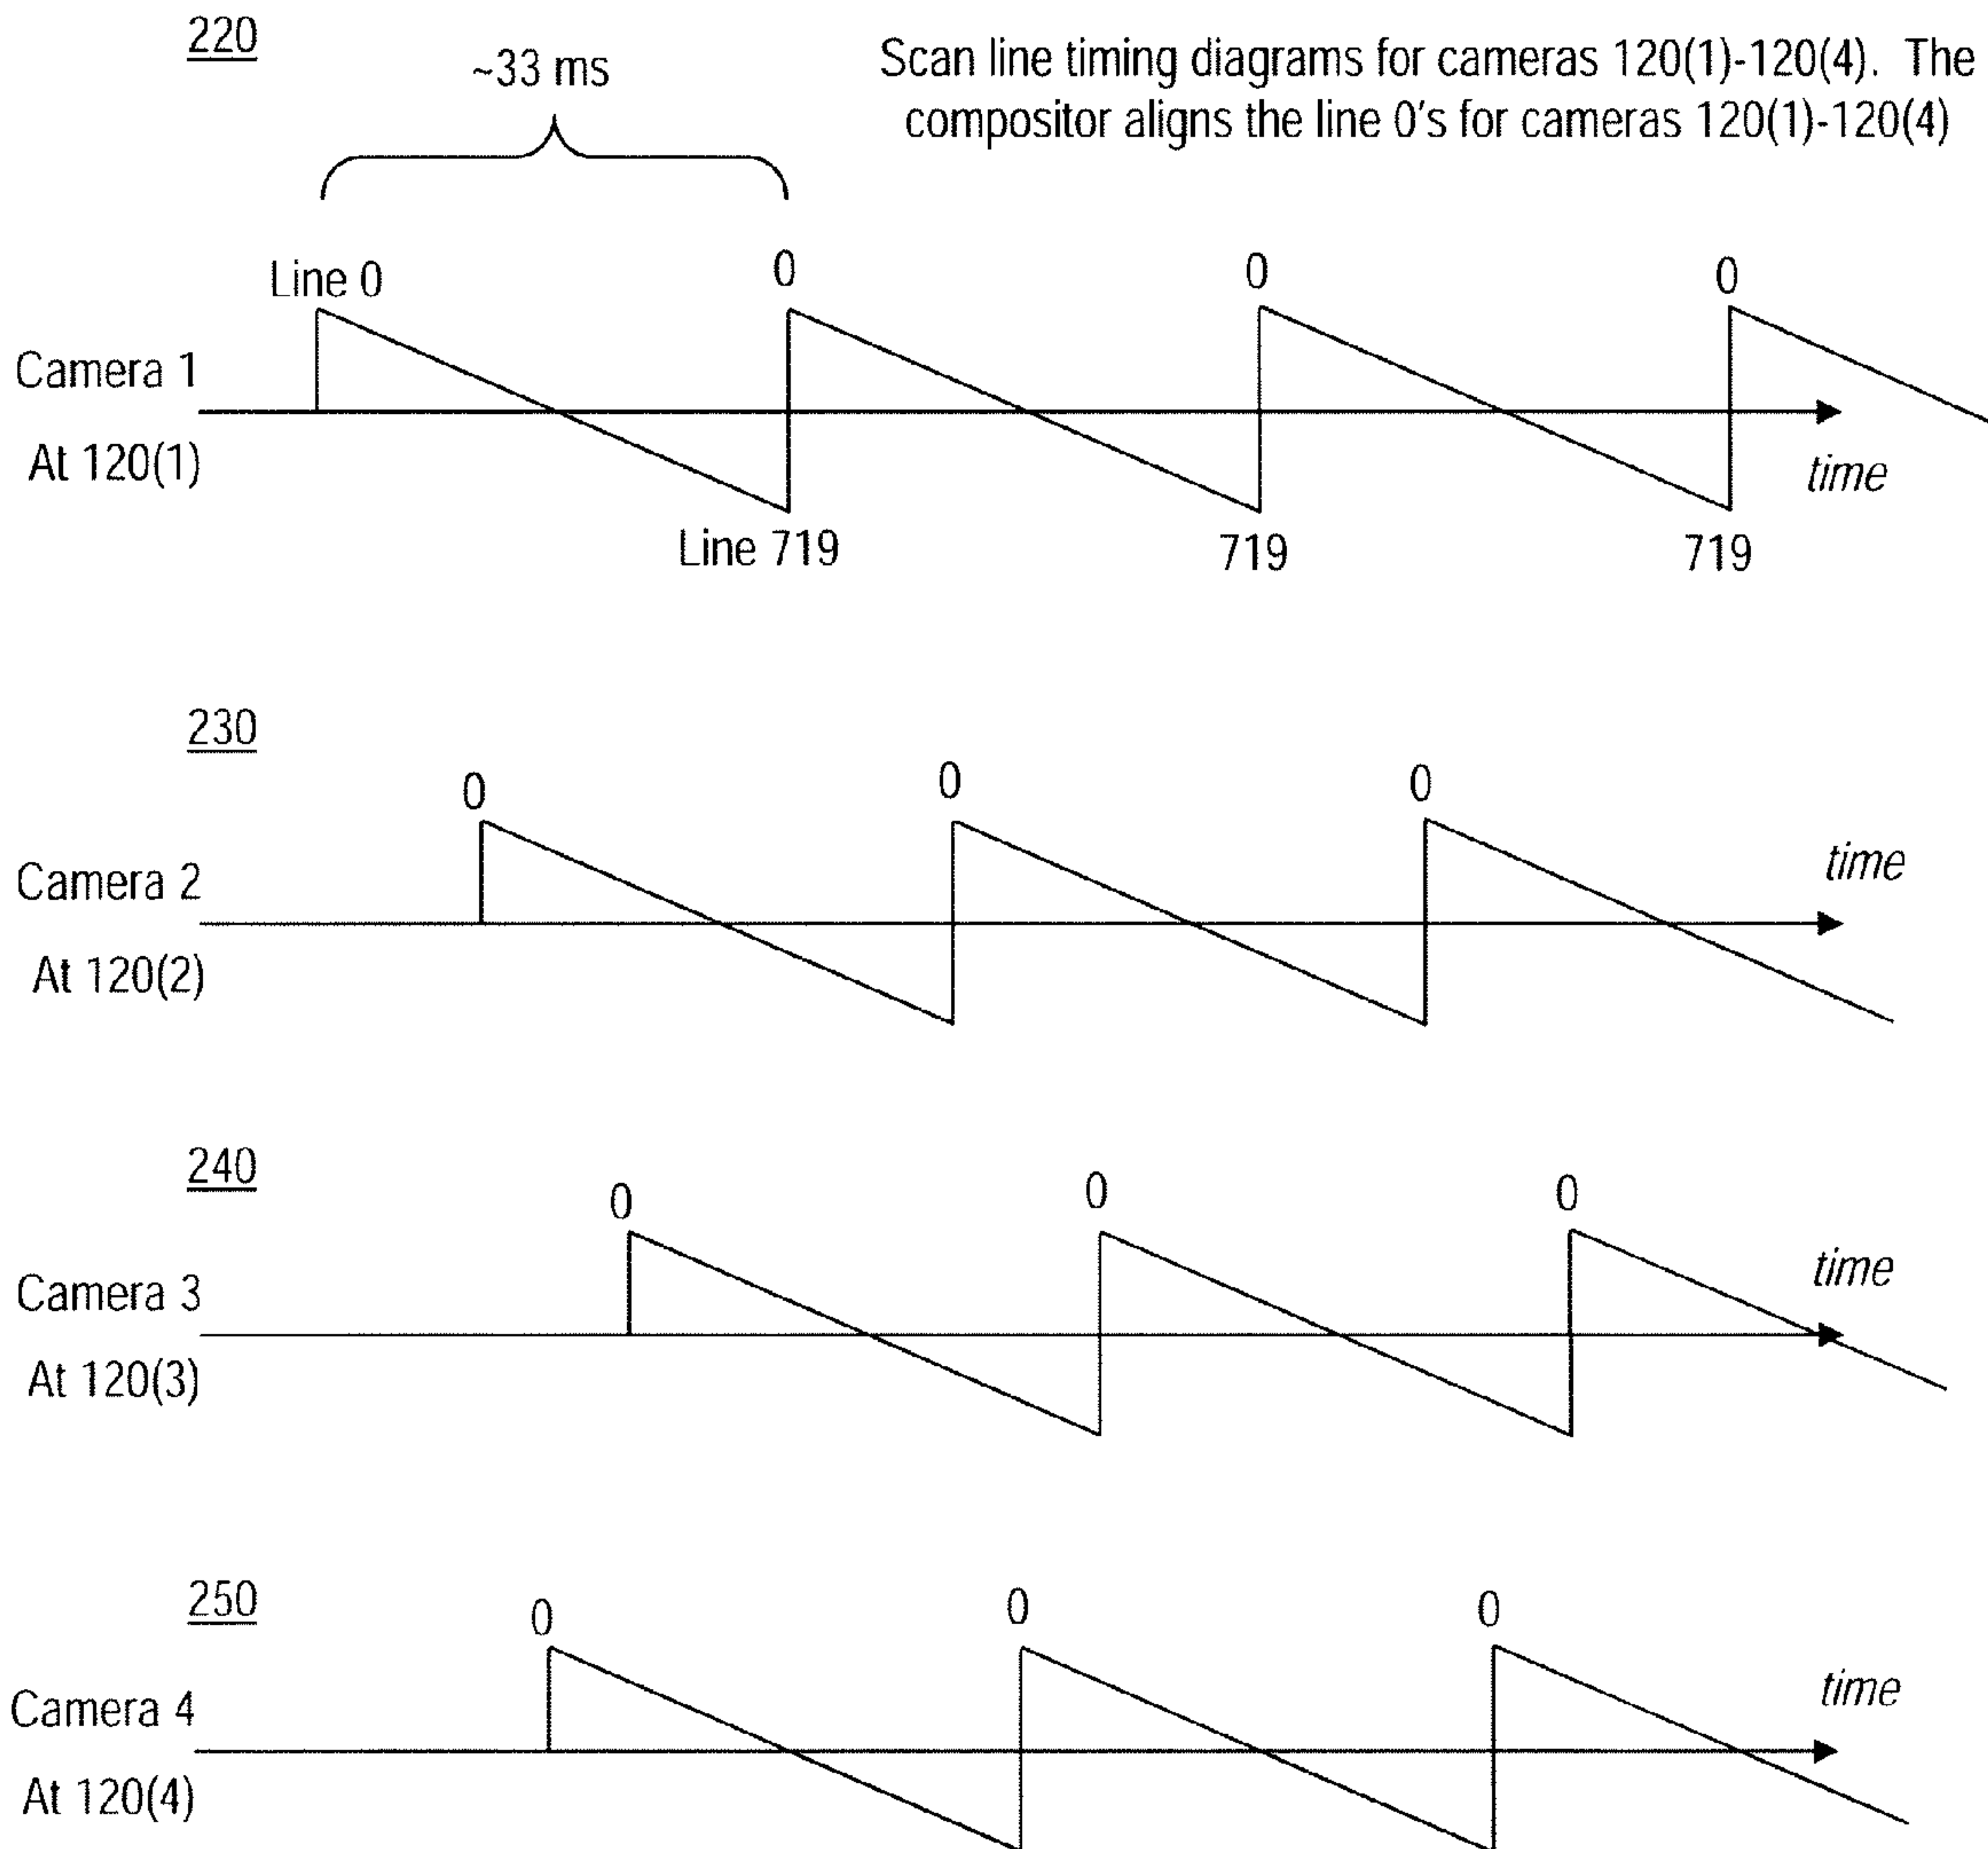 220
~33 ms
Scan line timing diagrams for cameras 120(1)-120(4).  The
compositor aligns the line 0's for cameras 120(1)-120(4)
Line 0
0
0
0
Camera 1
At 120(1)
time
Line 719
719
719
230
0
0
0
Camera 2
At 120(2)
time
240
0
0
0
Camera 3
At 120(3)
time
250
0
0
0
Camera 4
At 120(4)
time